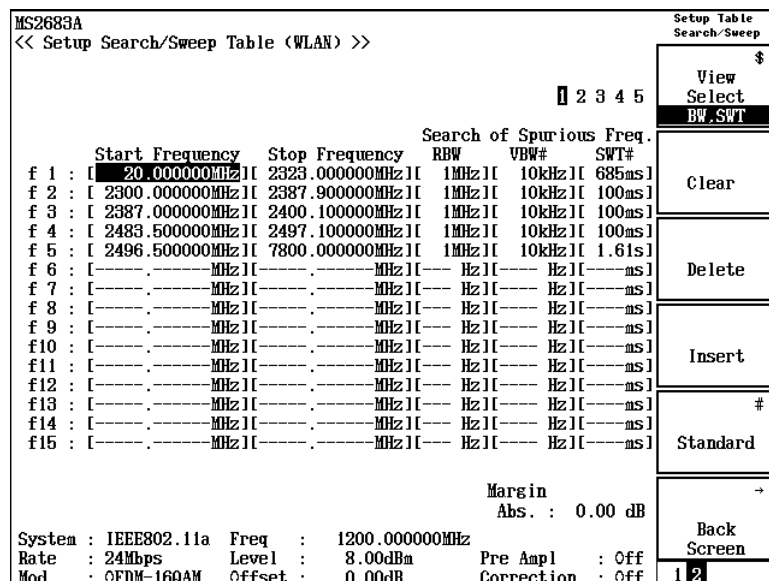 MS2683A
<< Setup Search/Sweep Table (WLAN) >>
1 2 3 4 5
Search of Spurious Freq.
Start Frequency Stop Frequency RBW VBW# SWT#
f 1 : [ 20.000000MHz][ 2323.000000MHz][ 1MHz][ 10kHz][ 685ms]
f 2 : [ 2300.000000MHz][ 2387.900000MHz][ 1MHz][ 10kHz][ 100ms]
f 3 : [ 2387.000000MHz][ 2400.100000MHz][ 1MHz][ 10kHz][ 100ms]
f 4 : [ 2483.500000MHz][ 2497.100000MHz][ 1MHz][ 10kHz][ 100ms]
f 5 : [ 2496.500000MHz][ 7800.000000MHz][ 1MHz][ 10kHz][ 1.61s]
f 6 : [-----.------MHz][-----.------MHz][--- Hz][---- Hz][----ms]
f 7 : [-----.------MHz][-----.------MHz][--- Hz][---- Hz][----ms]
f 8 : [-----.------MHz][-----.------MHz][--- Hz][---- Hz][----ms]
f 9 : [-----.------MHz][-----.------MHz][--- Hz][---- Hz][----ms]
f10 : [-----.------MHz][-----.------MHz][--- Hz][---- Hz][----ms]
f11 : [-----.------MHz][-----.------MHz][--- Hz][---- Hz][----ms]
f12 : [-----.------MHz][-----.------MHz][--- Hz][---- Hz][----ms]
f13 : [-----.------MHz][-----.------MHz][--- Hz][---- Hz][----ms]
f14 : [-----.------MHz][-----.------MHz][--- Hz][---- Hz][----ms]
f15 : [-----.------MHz][-----.------MHz][--- Hz][---- Hz][----ms]
Margin
Abs. : 0.00 dB
System : IEEE802.11a Freq : 1200.000000MHz
Rate : 24Mbps Level : 8.00dBm Pre Ampl : Off
Mod : OFDM-16QAM Offset : 0.00dB Correction : Off
Setup Table
Search/Sweep
$
View
Select
BW,SWT
Clear
Delete
Insert
#
Standard
→
Back
Screen
1 2